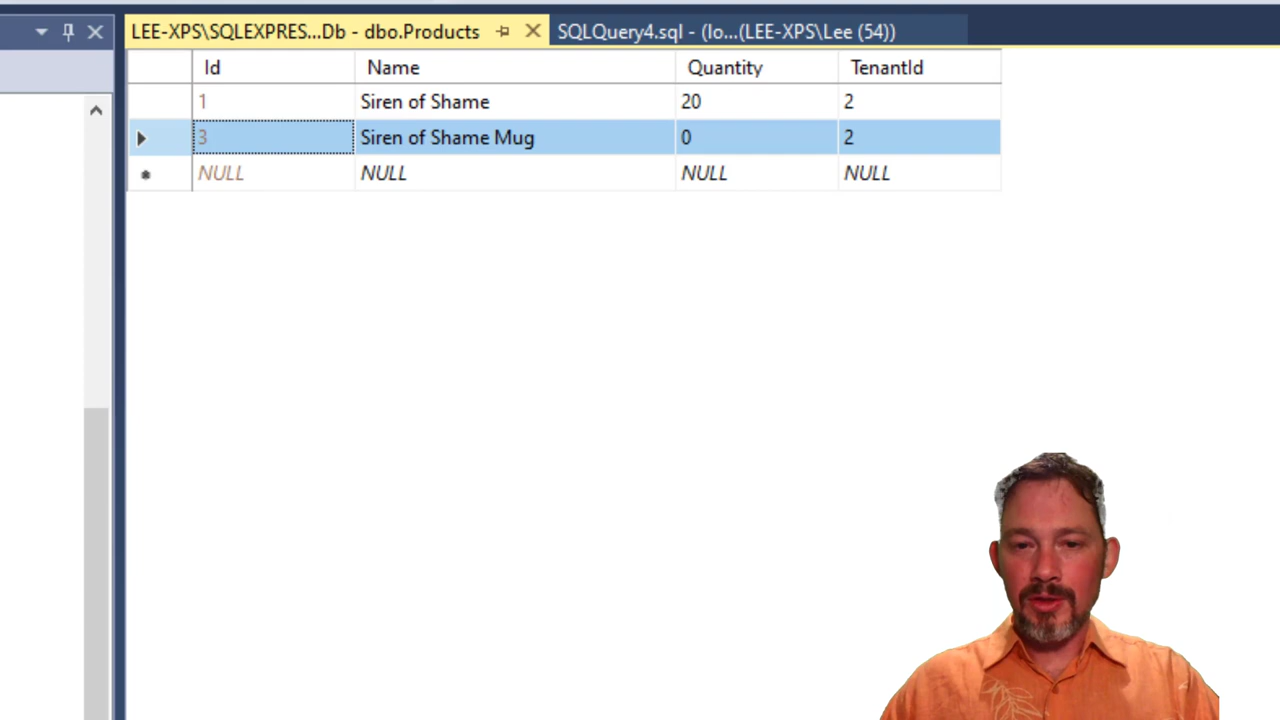 LEE-XPS\SQLEXPRES...Db - dbo.Products SQLQuery4.sql - (lo...(LEE-XPS\Lee (54))
Id Name Quantity TenantId
1 Siren of Shame 20 2
3 Siren of Shame Mug 0 2
NULL NULL NULL NULL